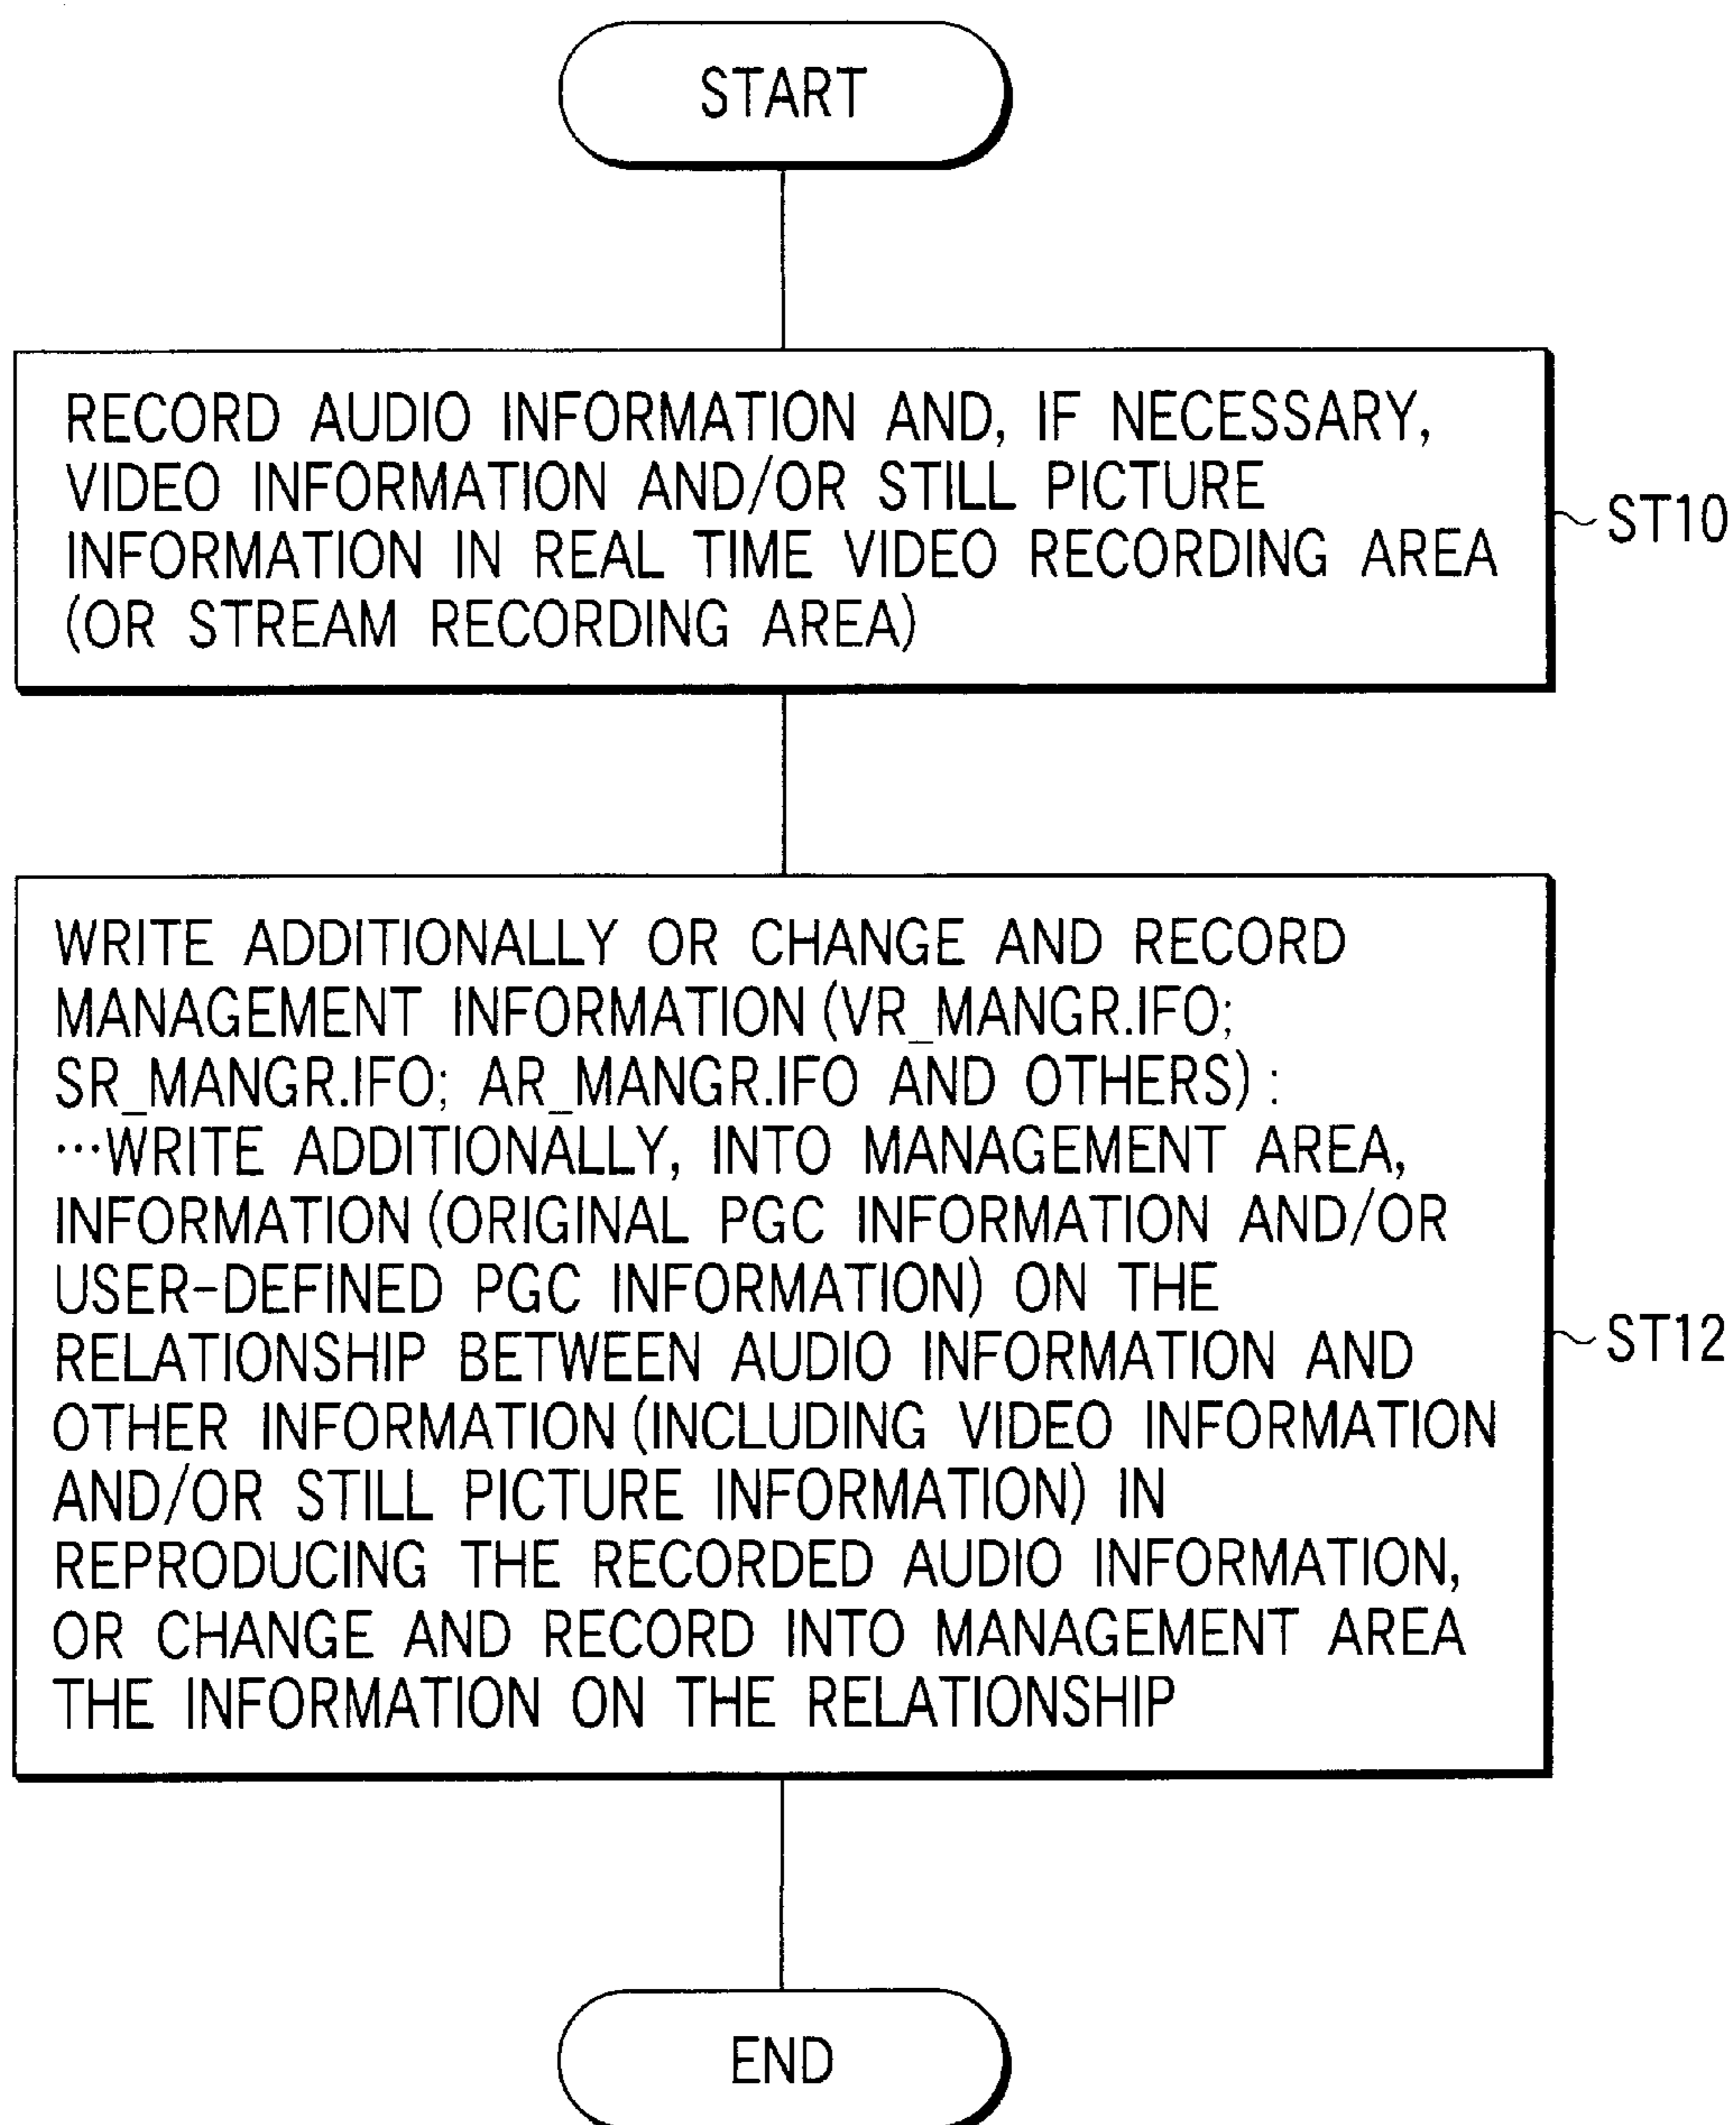 START
RECORD AUDIO INFORMATION AND, IF NECESSARY,
VIDEO INFORMATION AND/OR STILL PICTURE
INFORMATION IN REAL TIME VIDEO RECORDING AREA
(OR STREAM RECORDING AREA)
ST10
WRITE ADDITIONALLY OR CHANGE AND RECORD
MANAGEMENT INFORMATION (VR_MANGR.IFO;
SR_MANGR.IFO; AR_MANGR.IFO AND OTHERS) :
···WRITE ADDITIONALLY, INTO MANAGEMENT AREA,
INFORMATION (ORIGINAL PGC INFORMATION AND/OR
USER-DEFINED PGC INFORMATION) ON THE
RELATIONSHIP BETWEEN AUDIO INFORMATION AND
OTHER INFORMATION (INCLUDING VIDEO INFORMATION
AND/OR STILL PICTURE INFORMATION) IN
REPRODUCING THE RECORDED AUDIO INFORMATION,
OR CHANGE AND RECORD INTO MANAGEMENT AREA
THE INFORMATION ON THE RELATIONSHIP
ST12
END